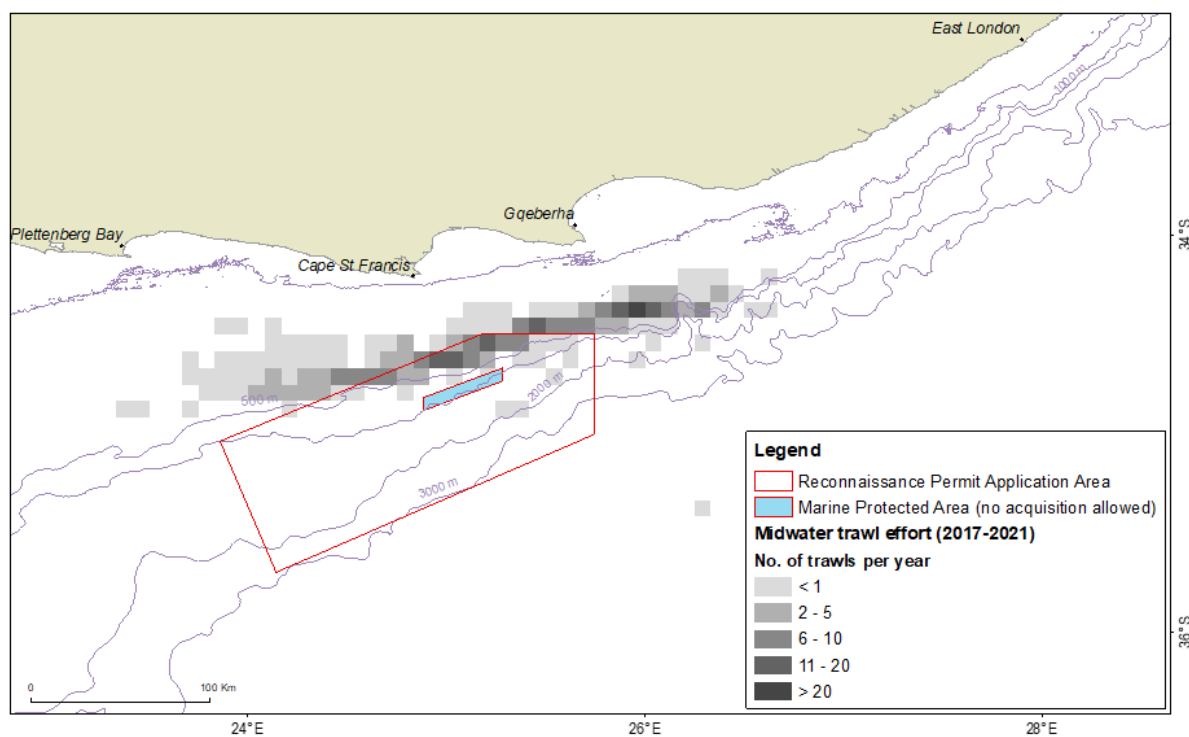 East London
1000 m
Gqeberha
Plettenberg Bay
34°S
Cape St Francis
500 m
2000 m
3000 m
Legend
Reconnaissance Permit Application Area
Marine Protected Area (no acquisition allowed)
Midwater trawl effort (2017-2021)
No. of trawls per year
< 1
2 - 5
6 - 10
11 - 20
> 20
36°S
0 100 Km
24°E 26°E 28°E